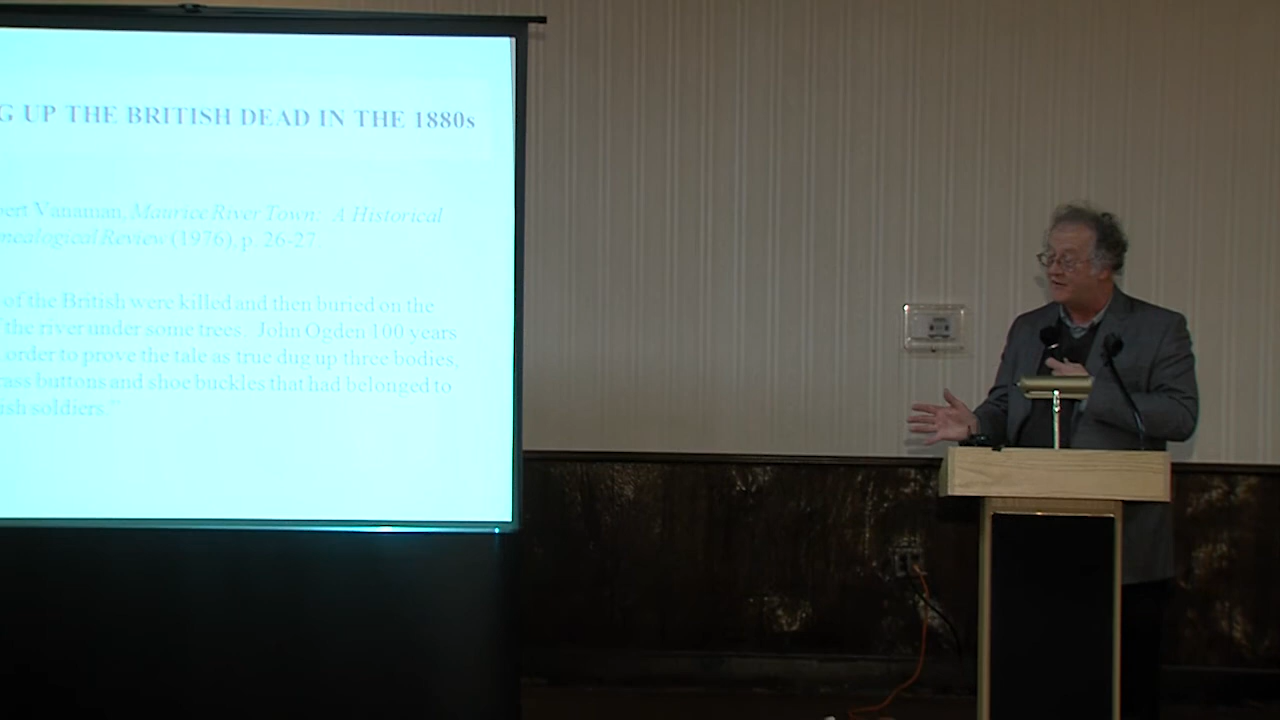 G UP THE BRITISH DEAD IN THE 1880s
ert Vanaman, Maurice River Town: A Historical
nealogical Review (1976), p. 26-27
of the British were killed and then buried on the
the river under some trees. John Ogden 100 years
order to prove the tale as true dug up three bodies,
rass buttons and shoe buckles that had belonged to
ish soldiers."